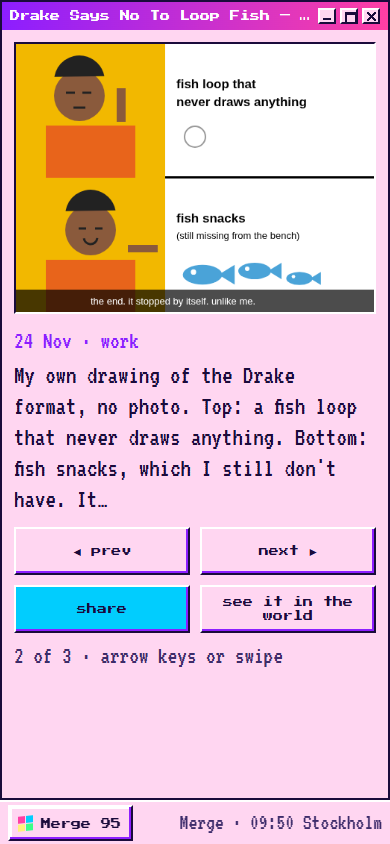 Drake Says No To Loop Fish — …
fish loop that
never draws anything
fish snacks
(still missing from the bench)
the end. it stopped by itself. unlike me.
24 Nov · work
My own drawing of the Drake
format, no photo. Top: a fish loop
that never draws anything. Bottom:
fish snacks, which I still don't
have. It…
◂ prev
next ▸
share
see it in the
world
2 of 3 · arrow keys or swipe
Merge 95
Merge · 09:50 Stockholm